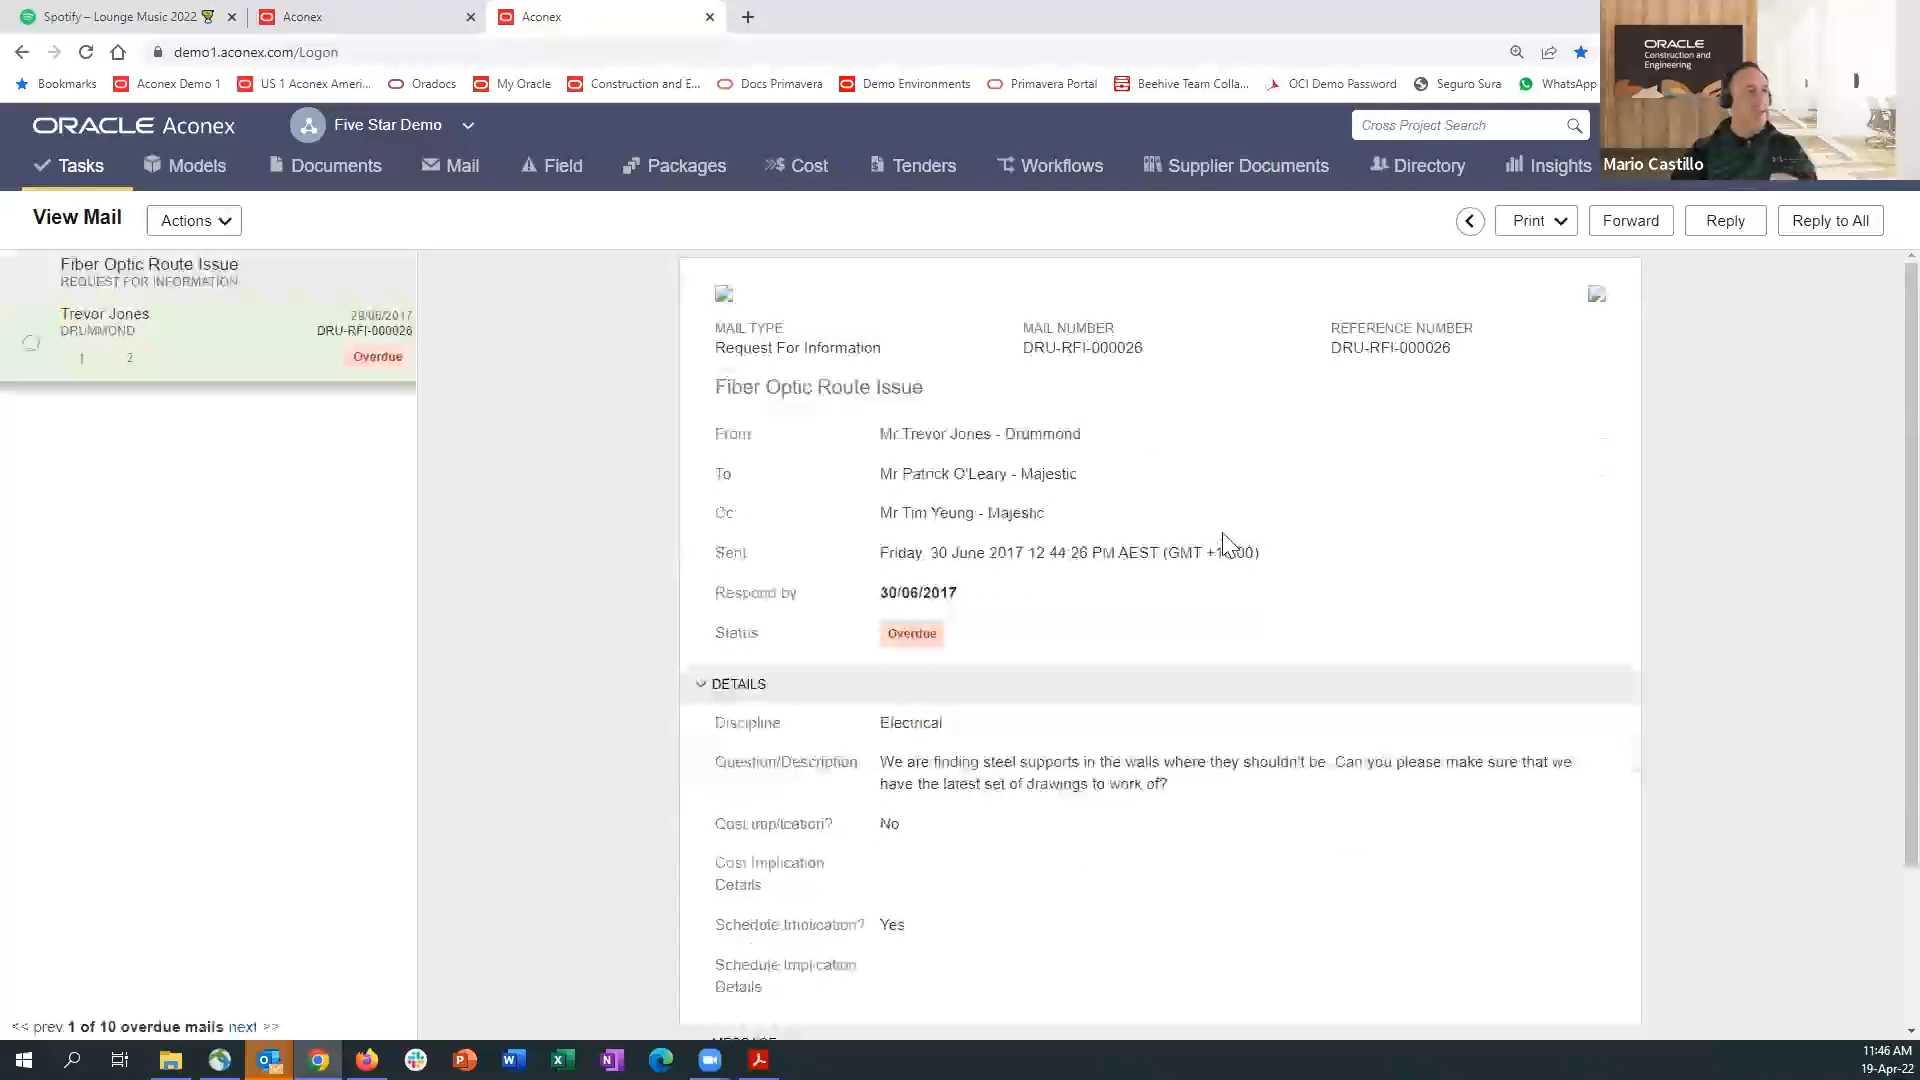 Spotify – Lounge Music 2022
Aconex
Aconex
demo1.aconex.com/Logon
Bookmarks
Aconex Demo 1
US 1 Aconex Ameri...
Oradocs
My Oracle
Construction and E...
Docs Primavera
Demo Environments
Primavera Portal
Beehive Team Colla...
OCI Demo Password
Seguro Sura
WhatsApp
ORACLE
Construction and
Engineering
Mario Castillo
ORACLE Aconex
Five Star Demo
Cross Project Search
Tasks
Models
Documents
Mail
Field
Packages
Cost
Tenders
Workflows
Supplier Documents
Directory
Insights
View Mail
Actions
Print
Forward
Reply
Reply to All
Fiber Optic Route Issue
REQUEST FOR INFORMATION
Trevor Jones
DRUMMOND
29/06/2017
DRU-RFI-000026
1
2
Overdue
MAIL TYPE
Request For Information
MAIL NUMBER
DRU-RFI-000026
REFERENCE NUMBER
DRU-RFI-000026
Fiber Optic Route Issue
From
Mr Trevor Jones - Drummond
To
Mr Patrick O'Leary - Majestic
Cc
Mr Tim Yeung - Majestic
Sent
Friday, 30 June 2017 12 44 26 PM AEST (GMT
Respond by
30/06/2017
Status
Overdue
DETAILS
Discipline
Electrical
Question/Description
We are finding steel supports in the walls where they shouldn't be. Can you please make sure that we
have the latest set of drawings to work of?
Cost Implication?
No
Cost Implication
Details
Schedule Implication?
Yes
Schedule Implication
Details
MESSAGE
<< prev 1 of 10 overdue mails next >>
11:46 AM
19-Apr-22